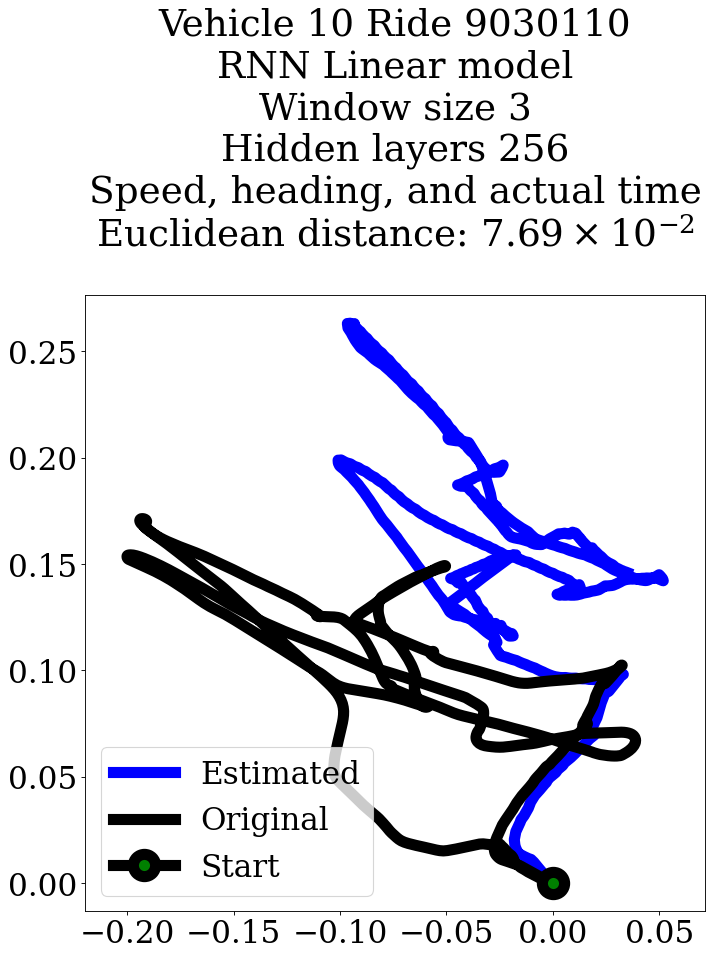 Vehicle 10 Ride 9030110
RNN Linear model
Window size 3
Hidden layers 256
Speed, heading, and actual time
Euclidean distance: 7.69 × 10⁻²
0.25
0.20
0.15
0.10
0.05
0.00
Estimated
Original
Start
−0.20 −0.15 −0.10 −0.05 0.00 0.05